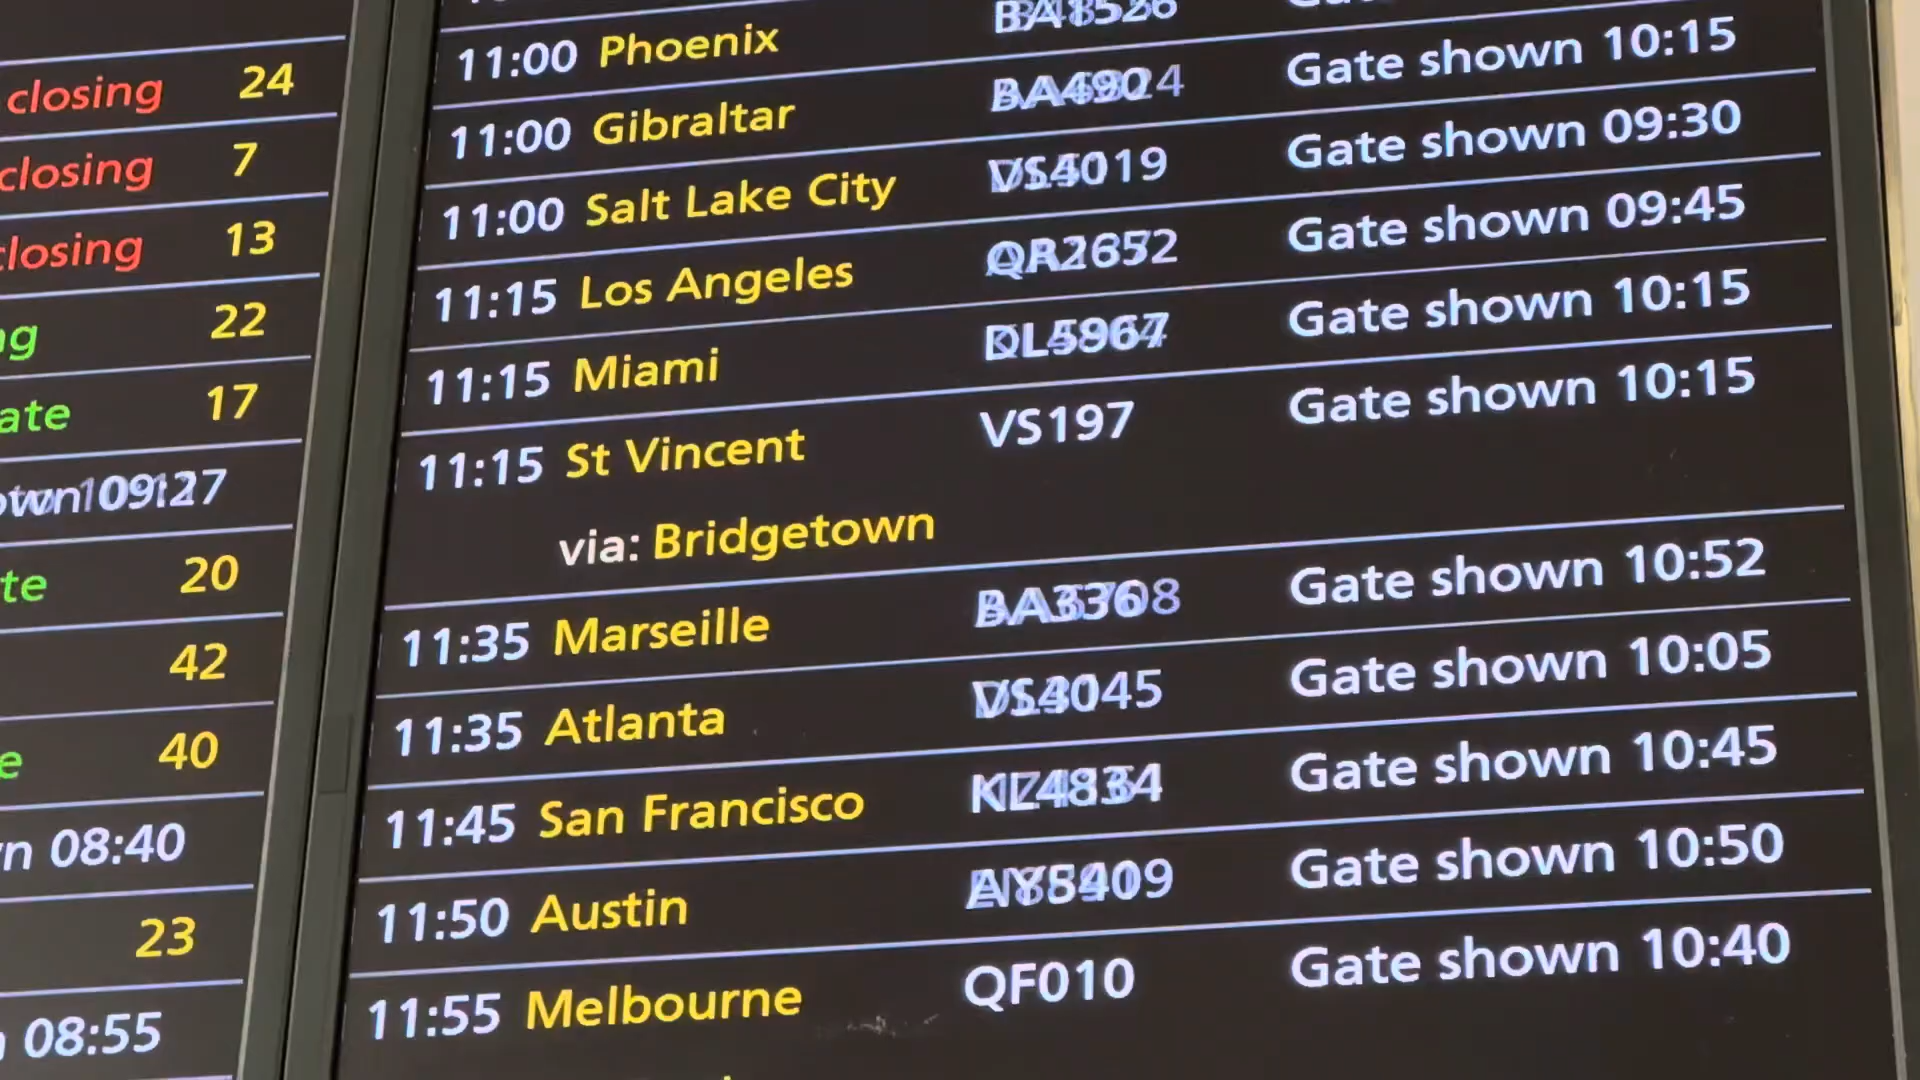 closing 24
closing 7
closing 13
22
17
20
42
40
08:40
23
08:55
11:00 Phoenix
11:00 Gibraltar Gate shown 10:15
11:00 Salt Lake City Gate shown 09:30
11:15 Los Angeles Gate shown 09:45
11:15 Miami Gate shown 10:15
11:15 St Vincent VS197 Gate shown 10:15
via: Bridgetown
11:35 Marseille Gate shown 10:52
11:35 Atlanta Gate shown 10:05
11:45 San Francisco Gate shown 10:45
11:50 Austin Gate shown 10:50
11:55 Melbourne QF010 Gate shown 10:40